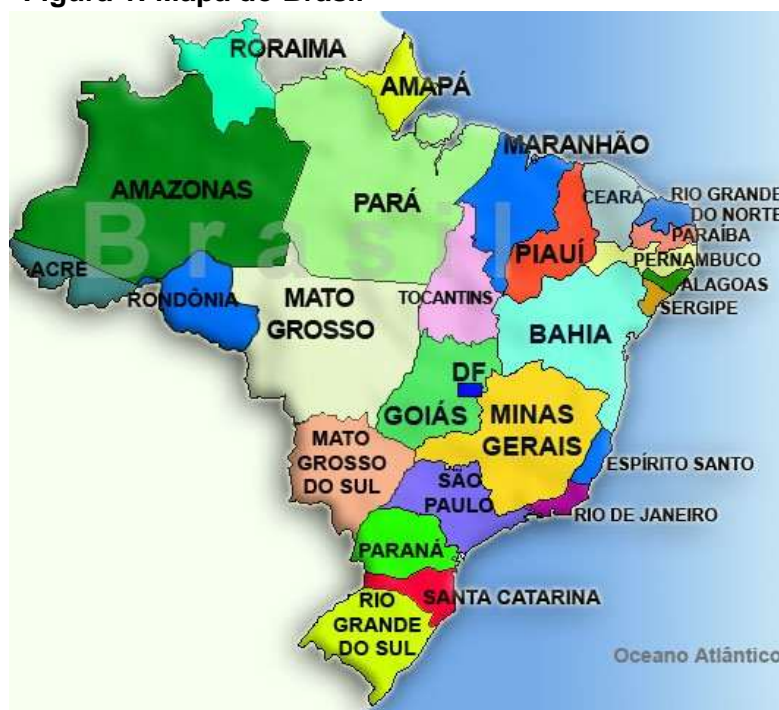 Figura 1: Mapa do Brasil
RORAIMA
AMAPÁ
MARANHÃO
CEARÁ
RIO GRANDE
DO NORTE
AMAZONAS
PARÁ
PARAÍBA
Brasil
PIAUÍ
PERNAMBUCO
ACRE
RONDÔNIA
MATO
GROSSO
TOCANTINS
ALAGOAS
SERGIPE
BAHIA
DF
GOIÁS
MINAS
GERAIS
MATO
GROSSO
DO SUL
SÃO
PAULO
ESPÍRITO SANTO
RIO DE JANEIRO
PARANÁ
SANTA CATARINA
RIO
GRANDE
DO SUL
Oceano Atlântico